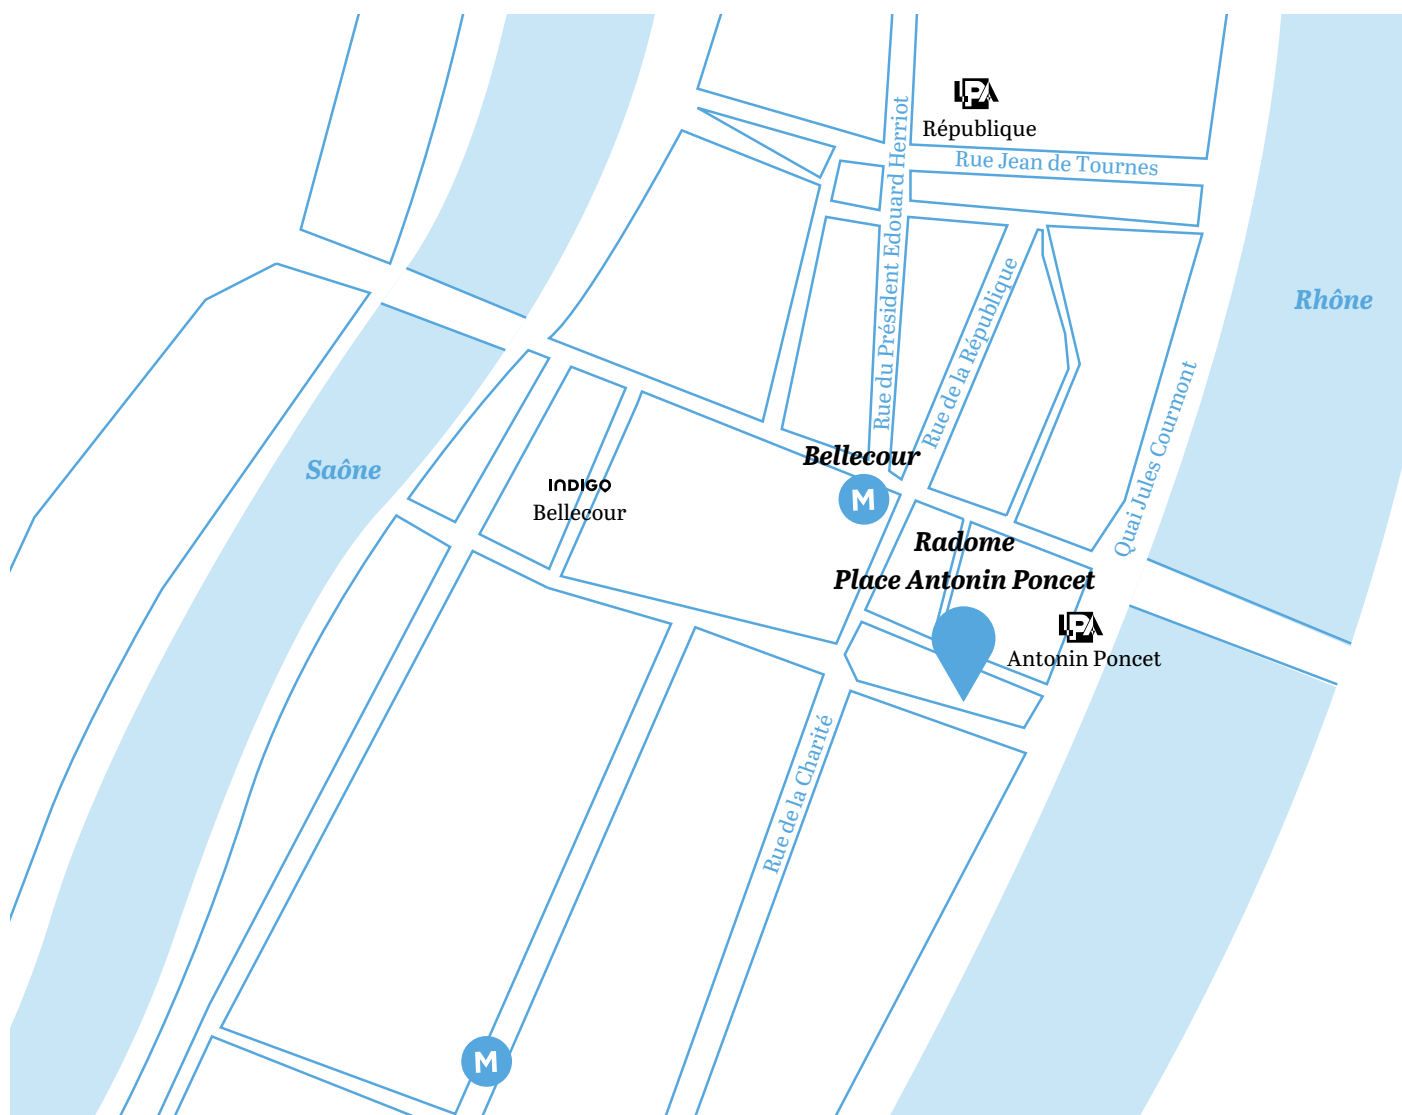 LPA
République
Rue Jean de Tournes
Rue du Président Edouard Herriot
Rue de la République
Rhône
Quai Jules Courmont
Saône
Bellecour
M
INDIGO
Bellecour
Radome
Place Antonin Poncet
LPA
Antonin Poncet
Rue de la Charité
M